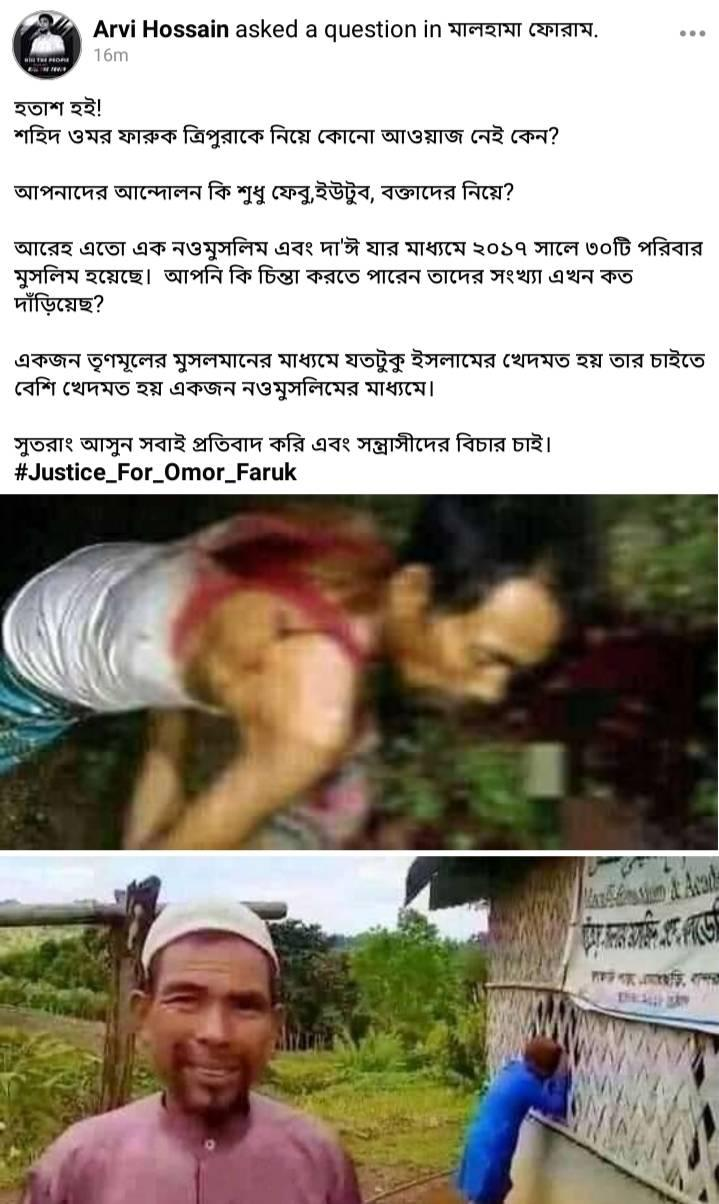 Arvi Hossain asked a question in মালহামা ফোরাম.
16m
হতাশ হই!
শহিদ ওমর ফারুক ত্রিপুরাকে নিয়ে কোনো আওয়াজ নেই কেন?
আপনাদের আন্দোলন কি শুধু ফেবু,ইউটুব, বক্তাদের নিয়ে?
আরেহ এতো এক নওমুসলিম এবং দা'ঈ যার মাধ্যমে ২০১৭ সালে ৩০টি পরিবার
মুসলিম হয়েছে। আপনি কি চিন্তা করতে পারেন তাদের সংখ্যা এখন কত
দাঁড়িয়েছ?
একজন তৃণমূলের মুসলমানের মাধ্যমে যতটুকু ইসলামের খেদমত হয় তার চাইতে
বেশি খেদমত হয় একজন নওমুসলিমের মাধ্যমে।
সুতরাং আসুন সবাই প্রতিবাদ করি এবং সন্ত্রাসীদের বিচার চাই।
#Justice_For_Omor_Faruk